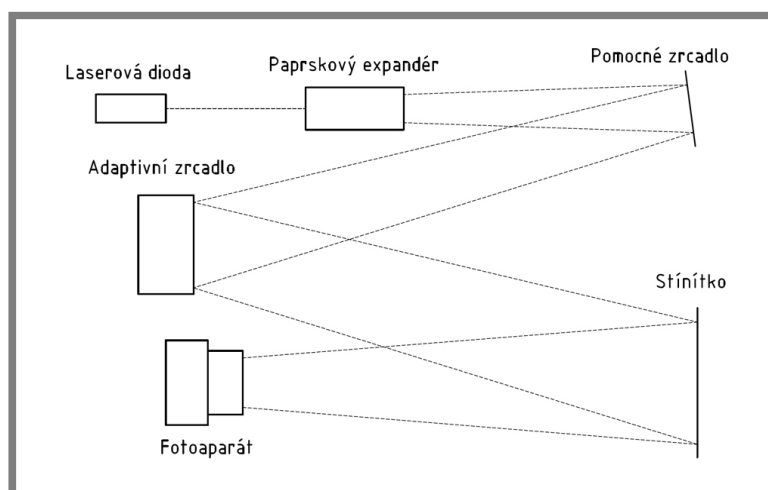 Laserová dioda
Paprskový expandér
Pomocné zrcadlo
Adaptivní zrcadlo
Stínítko
Fotoaparát